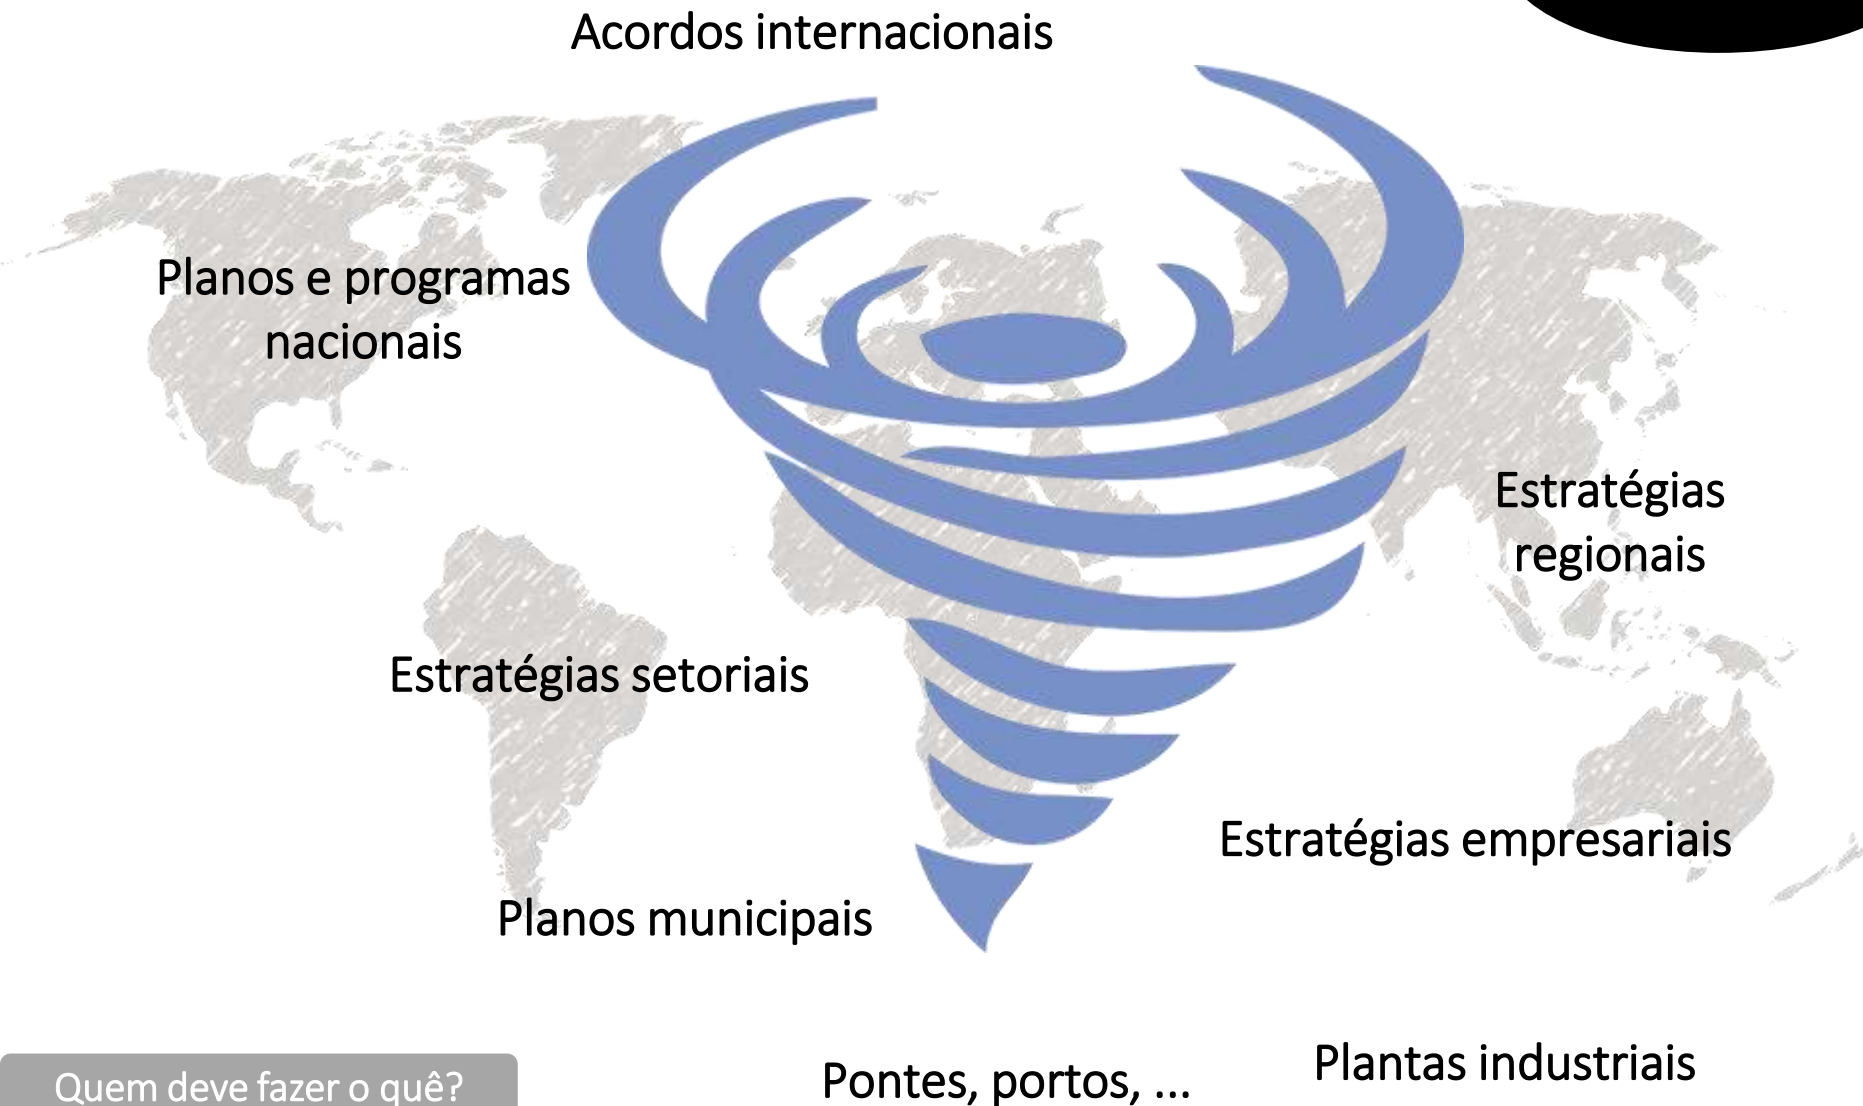 Acordos internacionais
Planos e programas
nacionais
Estratégias
regionais
Estratégias setoriais
Estratégias empresariais
Planos municipais
Plantas industriais
Pontes, portos, ...
Quem deve fazer o quê?